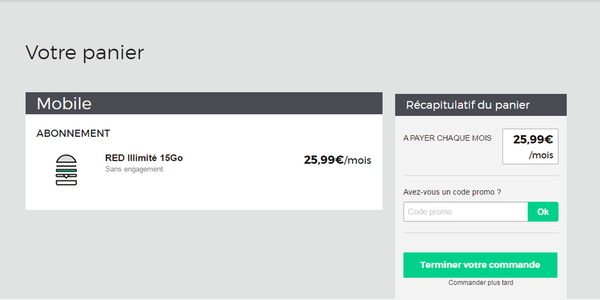 Votre panier
Mobile
ABONNEMENT
RED Illimité 15Go
25,99€/mois
Sans engagement
Récapitulatif du panier
A PAYER CHAQUE MOIS
25,99€
/mois
Avez-vous un code promo ?
Code promo
Ok
Terminer votre commande
Commander plus tard